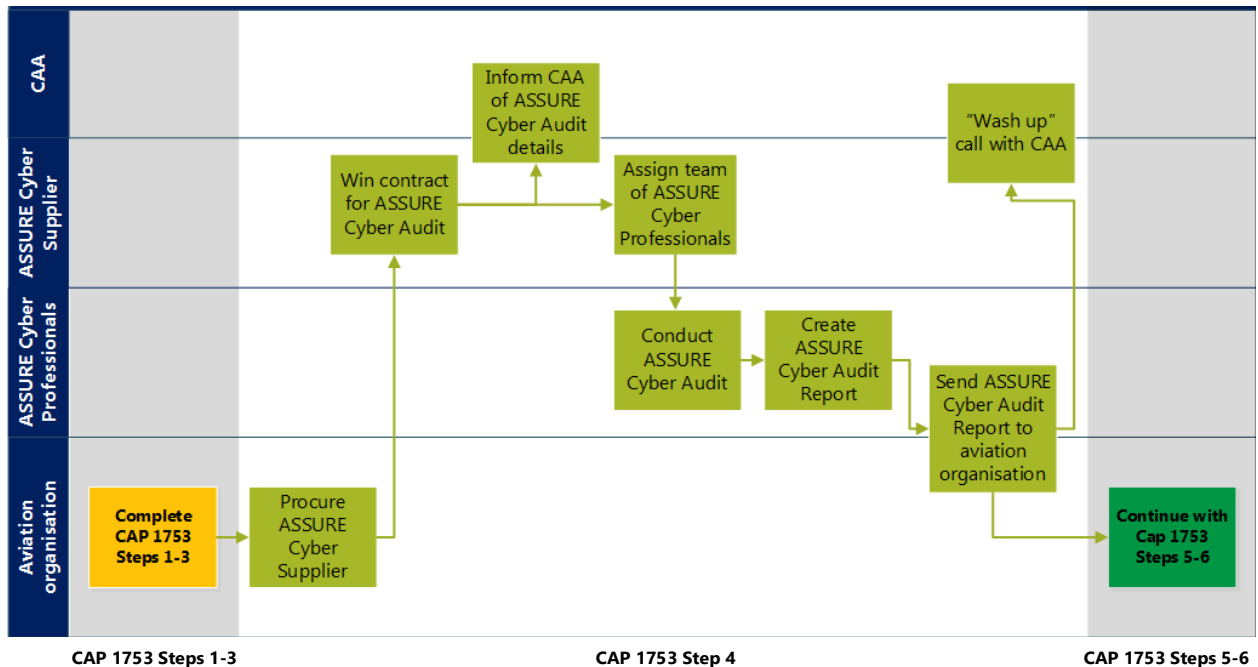 CAA
Inform CAA
of ASSURE
Cyber Audit
details
"Wash up"
call with CAA
ASSURE Cyber
Supplier
Win contract
for ASSURE
Cyber Audit
Assign team
of ASSURE
Cyber
Professionals
ASSURE Cyber
Professionals
Conduct
ASSURE
Cyber Audit
Create
ASSURE
Cyber Audit
Report
Send ASSURE
Cyber Audit
Report to
aviation
organisation
Aviation
organisation
Complete
CAP 1753
Steps 1-3
Procure
ASSURE
Cyber
Supplier
Continue with
Cap 1753
Steps 5-6
CAP 1753 Steps 1-3
CAP 1753 Step 4
CAP 1753 Steps 5-6